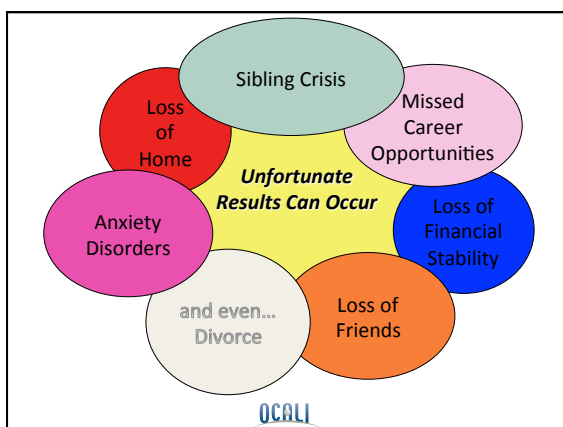 Sibling Crisis
Missed
Career
Opportunities
Loss of
Financial
Stability
Loss of
Friends
and even...
Divorce
Anxiety
Disorders
Loss
of
Home
Unfortunate
Results Can Occur
OCALI